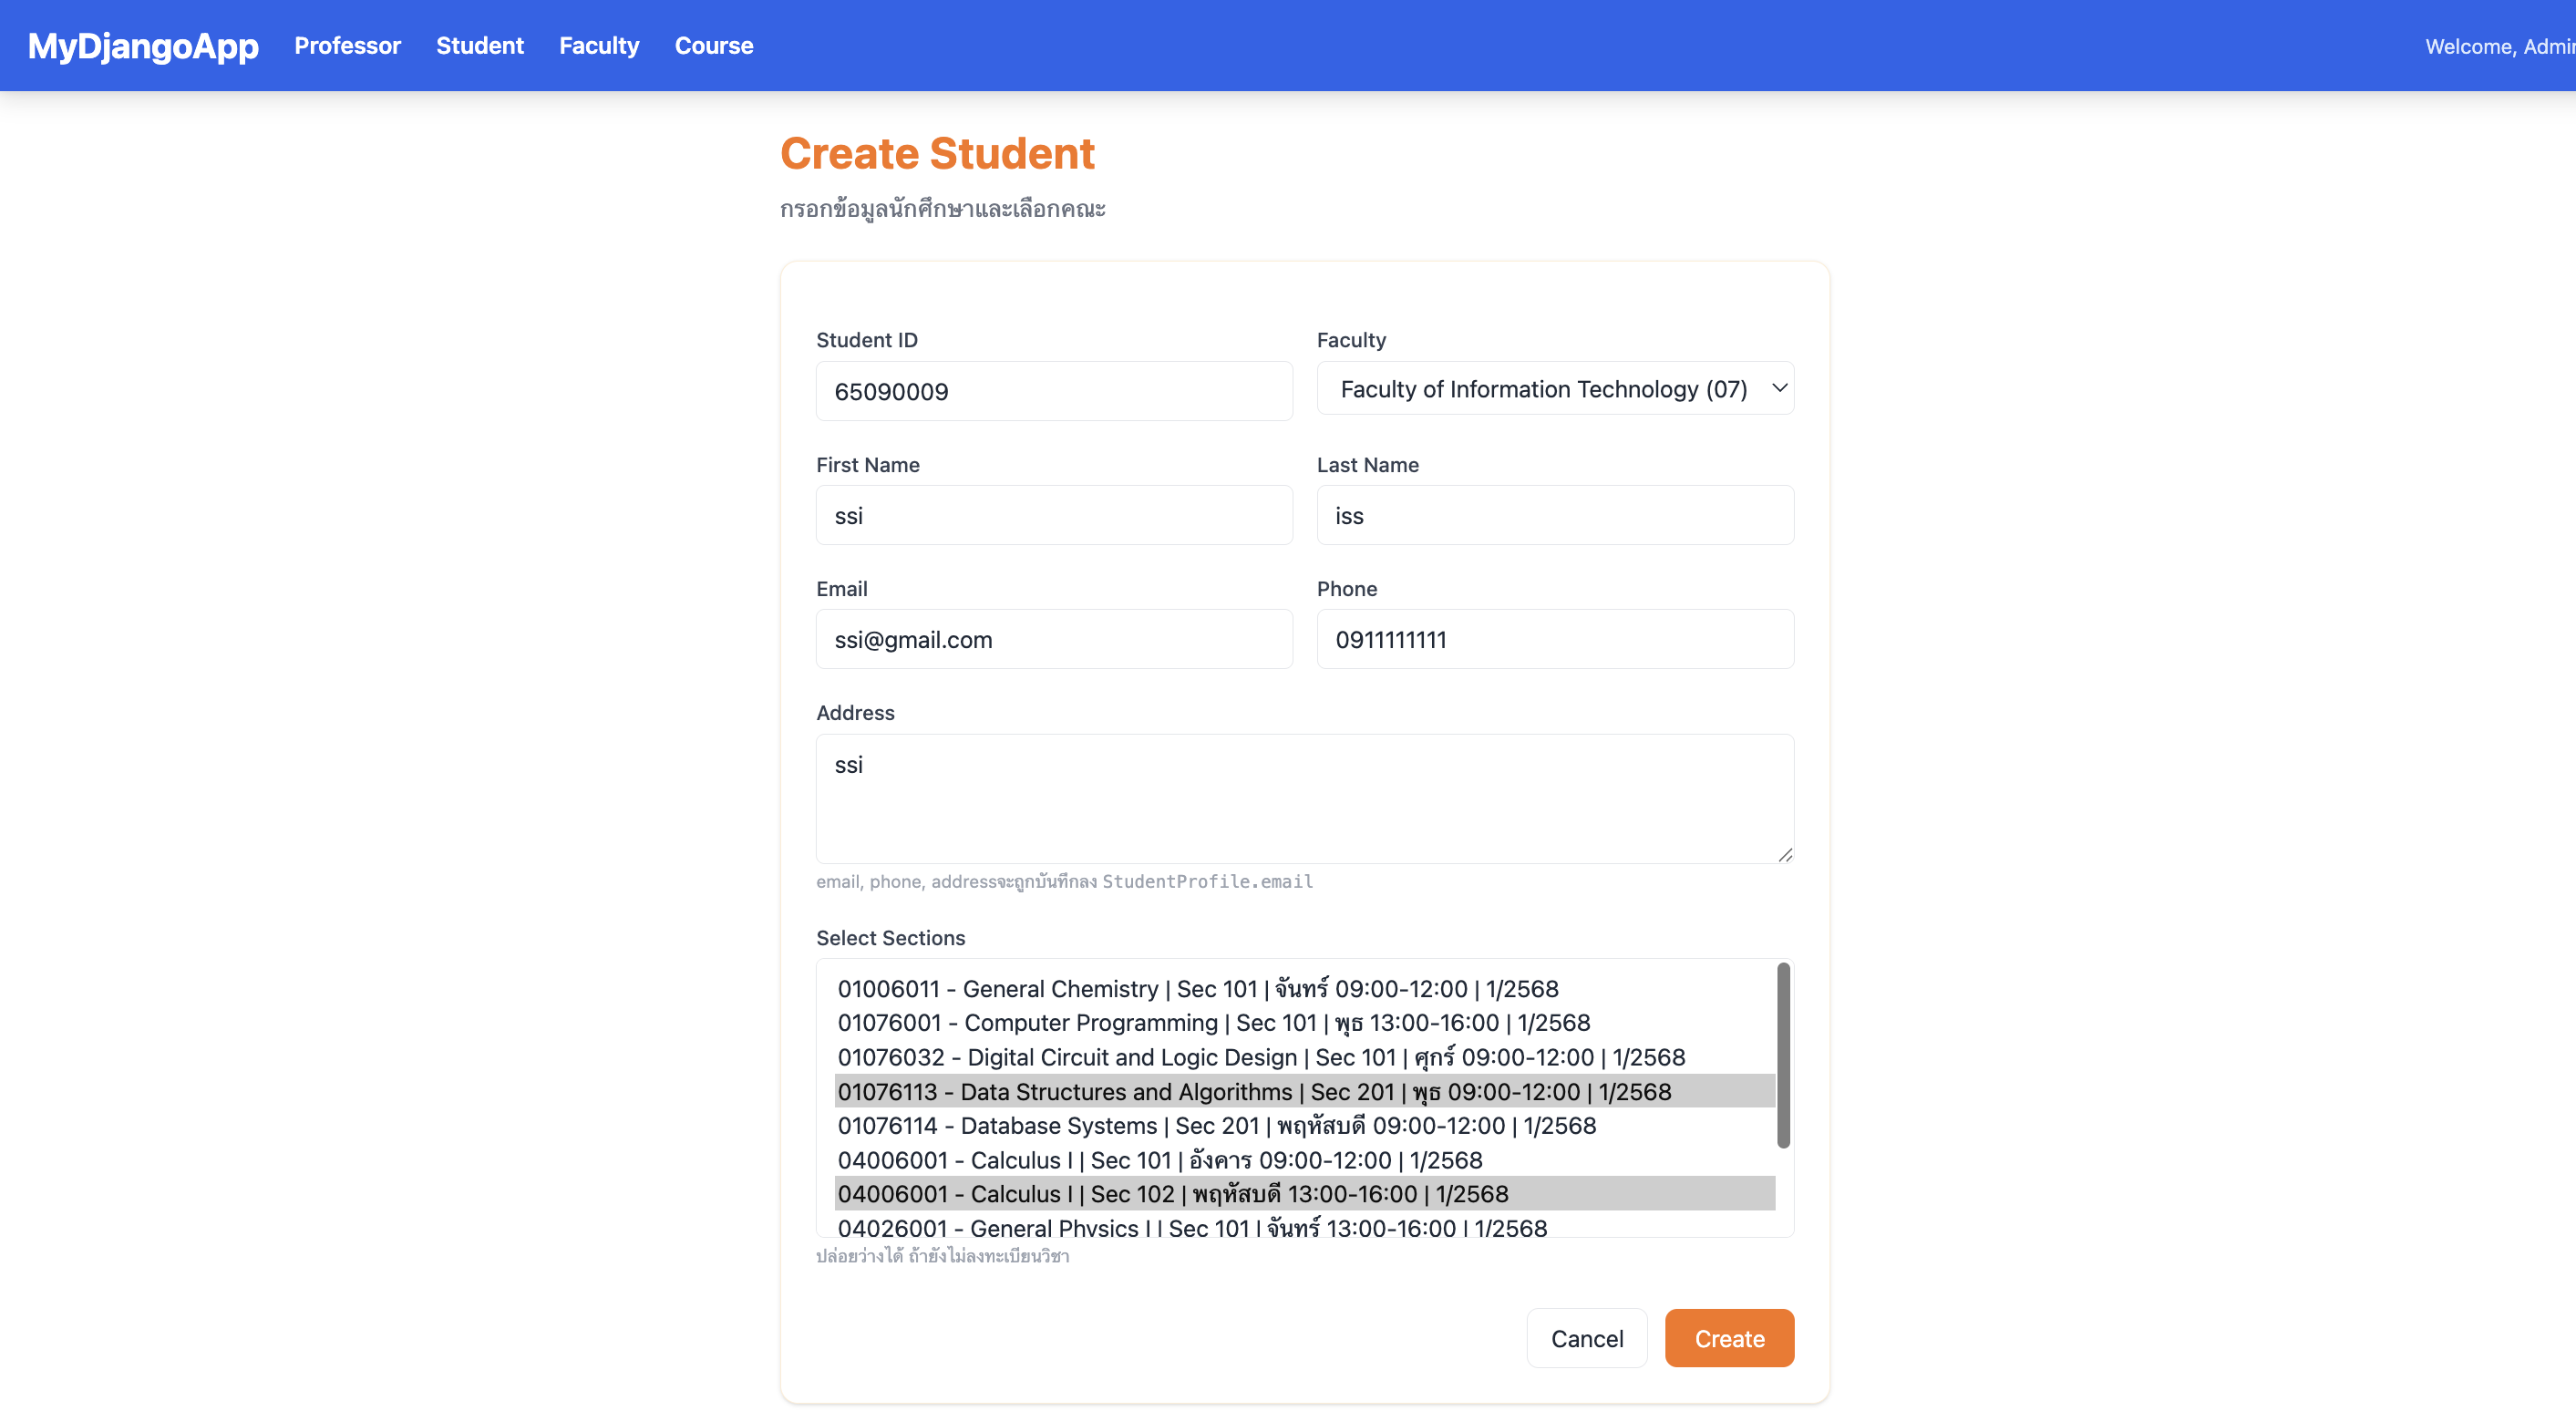 MyDjangoApp Professor Student Faculty Course Welcome, Admin
Create Student
กรอกข้อมูลนักศึกษาและเลือกคณะ
Student ID Faculty
65090009 Faculty of Information Technology (07)
First Name Last Name
ssi iss
Email Phone
ssi@gmail.com 0911111111
Address
ssi
email, phone, addressจะถูกบันทึกลง StudentProfile.email
Select Sections
01006011 - General Chemistry | Sec 101 | จันทร์ 09:00-12:00 | 1/2568
01076001 - Computer Programming | Sec 101 | พุธ 13:00-16:00 | 1/2568
01076032 - Digital Circuit and Logic Design | Sec 101 | ศุกร์ 09:00-12:00 | 1/2568
01076113 - Data Structures and Algorithms | Sec 201 | พุธ 09:00-12:00 | 1/2568
01076114 - Database Systems | Sec 201 | พฤหัสบดี 09:00-12:00 | 1/2568
04006001 - Calculus I | Sec 101 | อังคาร 09:00-12:00 | 1/2568
04006001 - Calculus I | Sec 102 | พฤหัสบดี 13:00-16:00 | 1/2568
04026001 - General Physics I | Sec 101 | จันทร์ 13:00-16:00 | 1/2568
ปล่อยว่างได้ ถ้ายังไม่ลงทะเบียนวิชา
Cancel Create